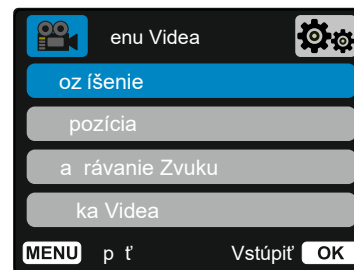 enu Videa
oz íšenie
pozícia
a rávanie Zvuku
ka Videa
MENU p ť Vstúpiť OK